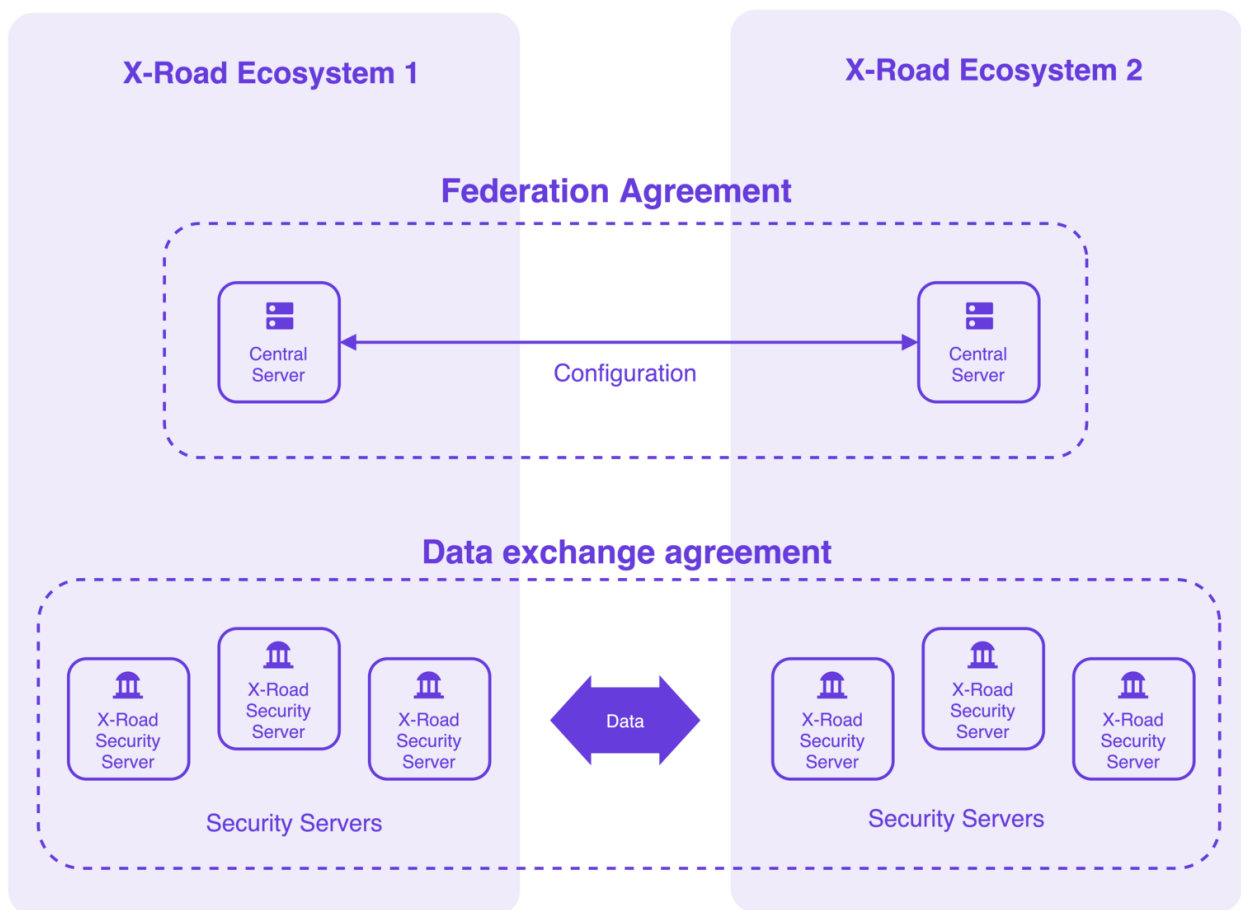 X-Road Ecosystem 1
X-Road Ecosystem 2
Federation Agreement
Central
Server
Configuration
Central
Server
Data exchange agreement
X-Road
Security
Server
X-Road
Security
Server
X-Road
Security
Server
Data
X-Road
Security
Server
X-Road
Security
Server
X-Road
Security
Server
Security Servers
Security Servers